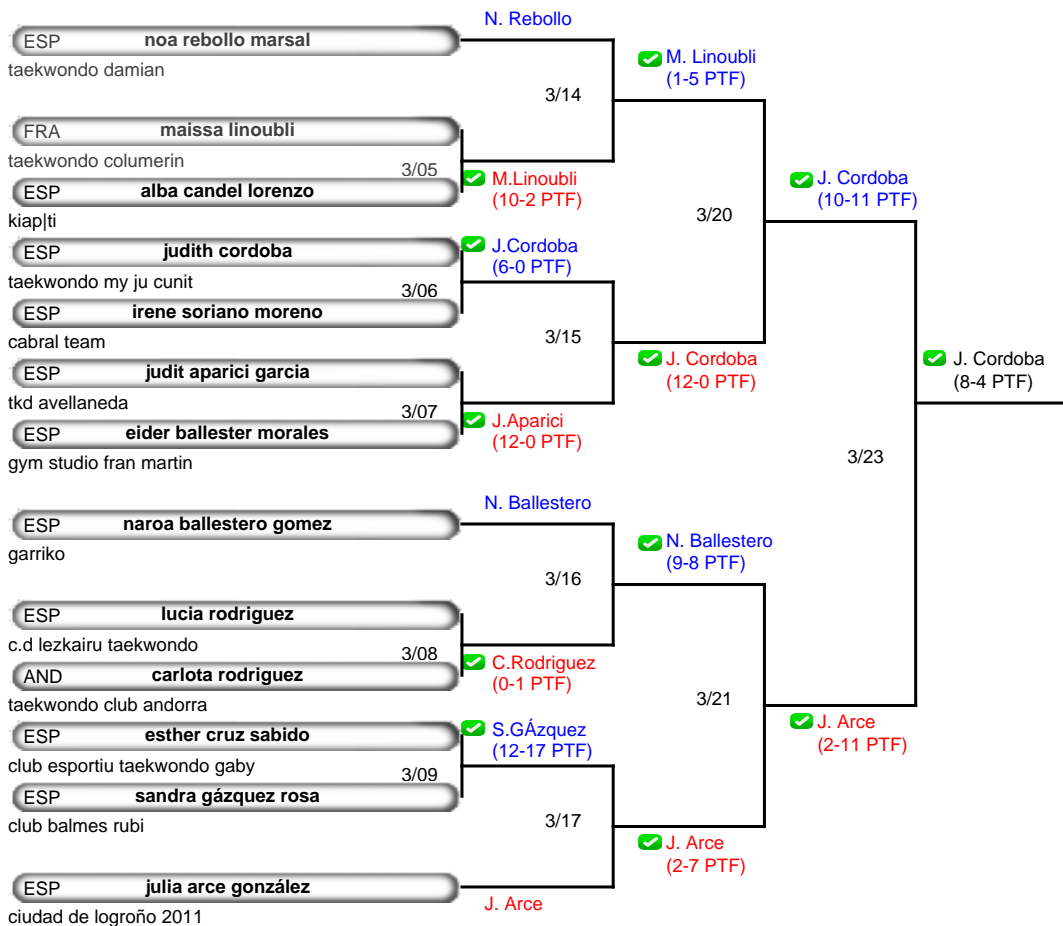 N. Rebollo
ESP noa rebollo marsal
taekwondo damian
M. Linoubli
(1-5 PTF)
3/14
FRA maissa linoubli
taekwondo columerin
3/05
M.Linoubli
(10-2 PTF)
ESP alba candel lorenzo
kiap|ti
J. Cordoba
(10-11 PTF)
3/20
ESP judith cordoba
J.Cordoba
(6-0 PTF)
taekwondo my ju cunit
3/06
ESP irene soriano moreno
cabral team
3/15
J. Cordoba
(12-0 PTF)
ESP judit aparici garcia
tkd avellaneda
3/07
J.Aparici
(12-0 PTF)
ESP eider ballester morales
gym studio fran martin
J. Cordoba
(8-4 PTF)
3/23
N. Ballestero
ESP naroa ballestero gomez
garriko
N. Ballestero
(9-8 PTF)
3/16
ESP lucia rodriguez
c.d lezkairu taekwondo
3/08
C.Rodriguez
(0-1 PTF)
AND carlota rodriguez
taekwondo club andorra
3/21
J. Arce
(2-11 PTF)
ESP esther cruz sabido
S.GÁzquez
(12-17 PTF)
club esportiu taekwondo gaby
3/09
ESP sandra gázquez rosa
club balmes rubi
3/17
J. Arce
(2-7 PTF)
ESP julia arce gonzález
J. Arce
ciudad de logroño 2011